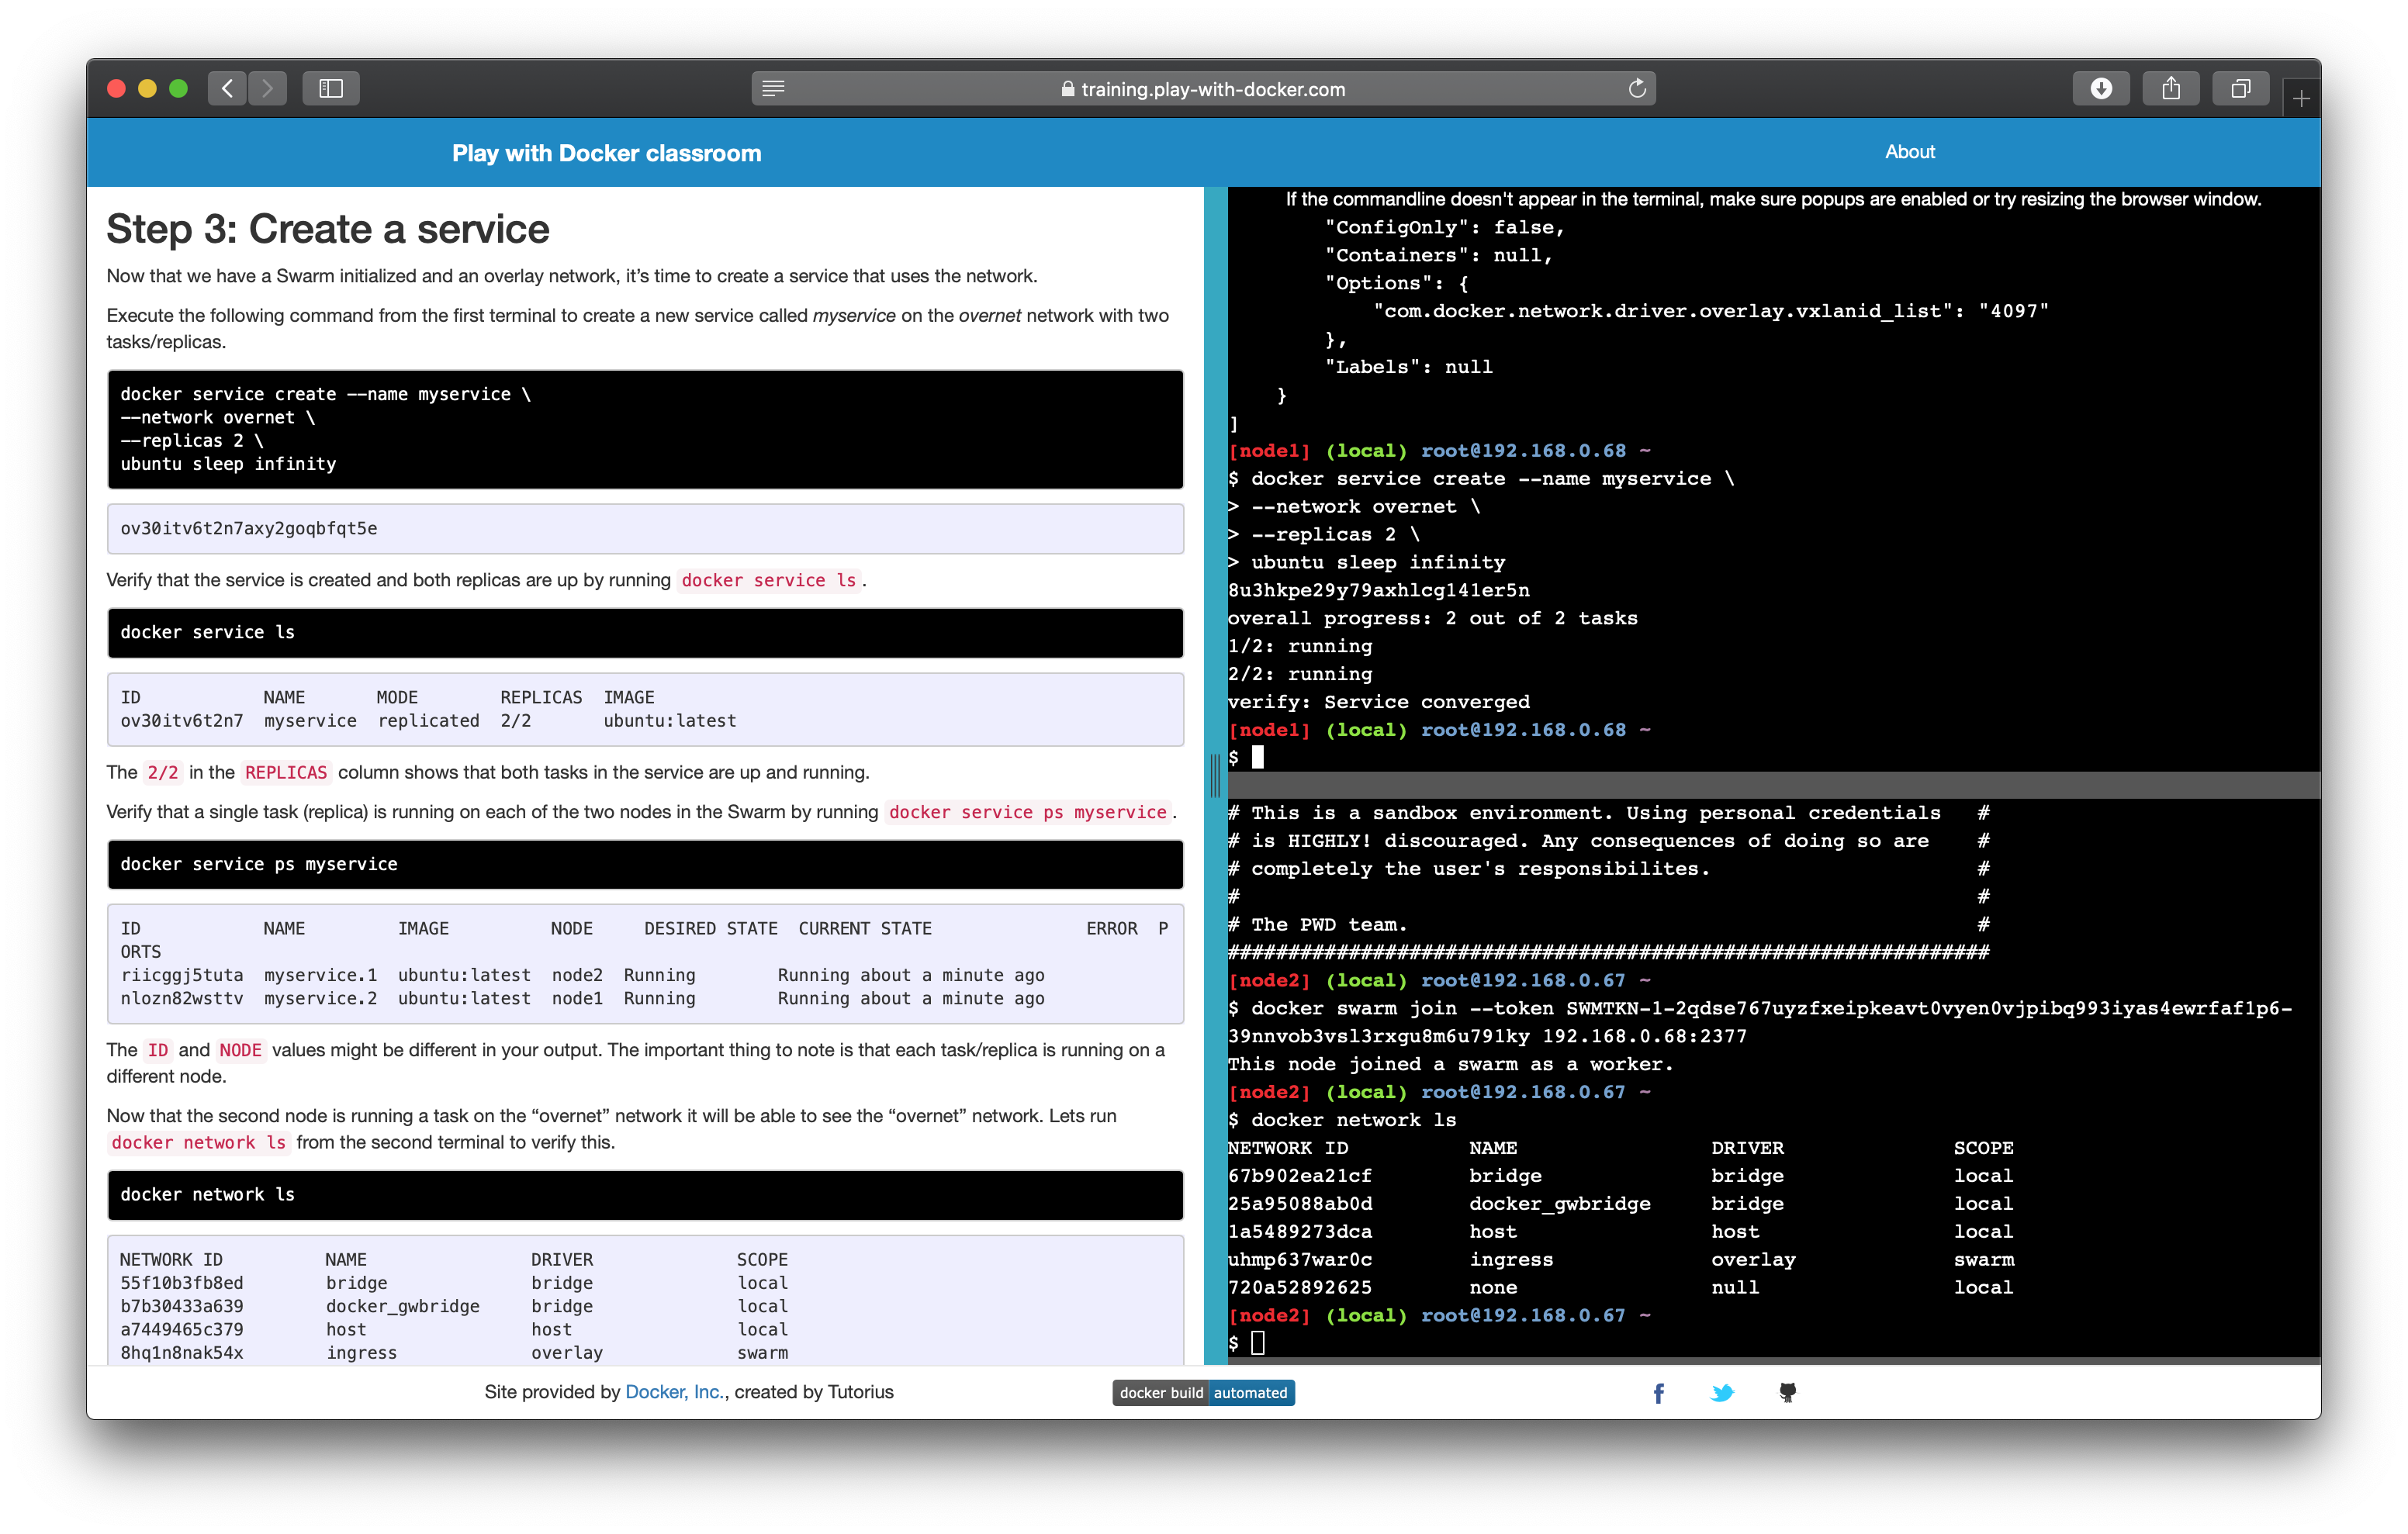 training.play-with-docker.com
Play with Docker classroom
About
Step 3: Create a service
Now that we have a Swarm initialized and an overlay network, it’s time to create a service that uses the network.
Execute the following command from the first terminal to create a new service called myservice on the overnet network with two
tasks/replicas.
docker service create --name myservice \
--network overnet \
--replicas 2 \
ubuntu sleep infinity
ov30itv6t2n7axy2goqbfqt5e
Verify that the service is created and both replicas are up by running docker service ls.
docker service ls
ID NAME MODE REPLICAS IMAGE
ov30itv6t2n7 myservice replicated 2/2 ubuntu:latest
The 2/2 in the REPLICAS column shows that both tasks in the service are up and running.
Verify that a single task (replica) is running on each of the two nodes in the Swarm by running docker service ps myservice.
docker service ps myservice
ID NAME IMAGE NODE DESIRED STATE CURRENT STATE ERROR P
ORTS
riicggj5tuta myservice.1 ubuntu:latest node2 Running Running about a minute ago
nlozn82wsttv myservice.2 ubuntu:latest node1 Running Running about a minute ago
The ID and NODE values might be different in your output. The important thing to note is that each task/replica is running on a
different node.
Now that the second node is running a task on the “overnet” network it will be able to see the “overnet” network. Lets run
docker network ls from the second terminal to verify this.
docker network ls
NETWORK ID NAME DRIVER SCOPE
55f10b3fb8ed bridge bridge local
b7b30433a639 docker_gwbridge bridge local
a7449465c379 host host local
8hq1n8nak54x ingress overlay swarm
If the commandline doesn't appear in the terminal, make sure popups are enabled or try resizing the browser window.
"ConfigOnly": false,
"Containers": null,
"Options": {
"com.docker.network.driver.overlay.vxlanid_list": "4097"
},
"Labels": null
}
]
[node1] (local) root@192.168.0.68 ~
$ docker service create --name myservice \
> --network overnet \
> --replicas 2 \
> ubuntu sleep infinity
8u3hkpe29y79axhlcg141er5n
overall progress: 2 out of 2 tasks
1/2: running
2/2: running
verify: Service converged
[node1] (local) root@192.168.0.68 ~
$
# This is a sandbox environment. Using personal credentials #
# is HIGHLY! discouraged. Any consequences of doing so are #
# completely the user's responsibilites. #
# #
# The PWD team. #
###############################################################
[node2] (local) root@192.168.0.67 ~
$ docker swarm join --token SWMTKN-1-2qdse767uyzfxeipkeavt0vyen0vjpibq993iyas4ewrfaf1p6-
39nnvob3vsl3rxgu8m6u791ky 192.168.0.68:2377
This node joined a swarm as a worker.
[node2] (local) root@192.168.0.67 ~
$ docker network ls
NETWORK ID NAME DRIVER SCOPE
67b902ea21cf bridge bridge local
25a95088ab0d docker_gwbridge bridge local
1a5489273dca host host local
uhmp637war0c ingress overlay swarm
720a52892625 none null local
[node2] (local) root@192.168.0.67 ~
$
Site provided by Docker, Inc., created by Tutorius
docker build automated